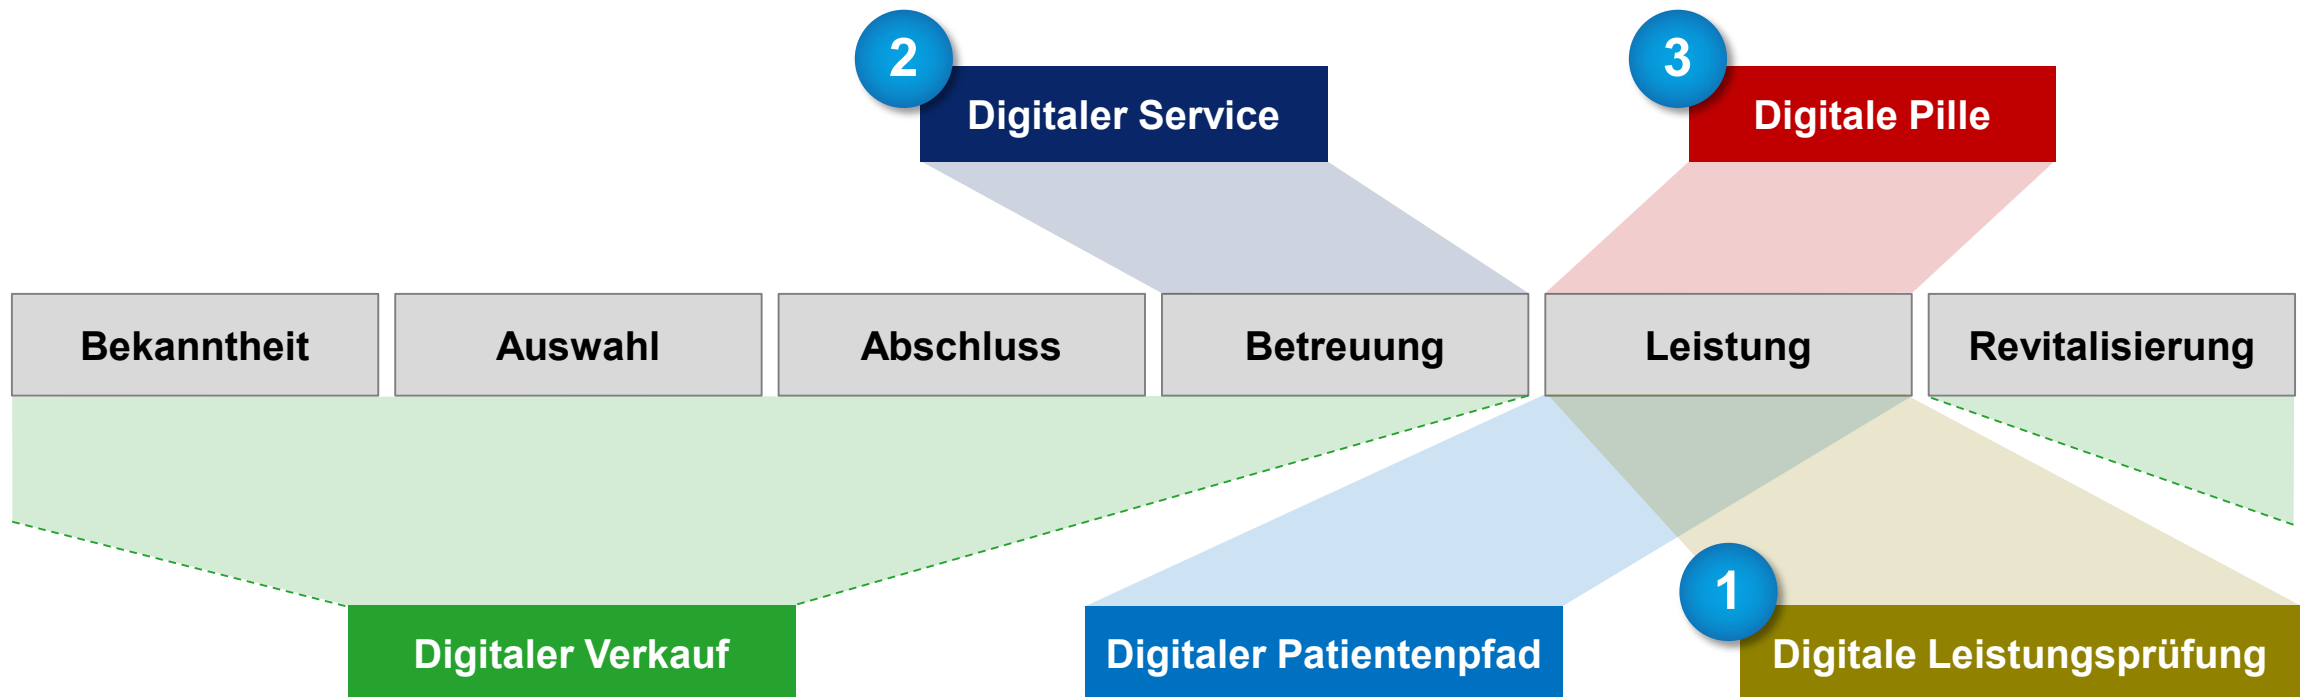 2
Digitaler Service
3
Digitale Pille
Bekanntheit
Auswahl
Abschluss
Betreuung
Leistung
Revitalisierung
Digitaler Verkauf
Digitaler Patientenpfad
1
Digitale Leistungsprüfung